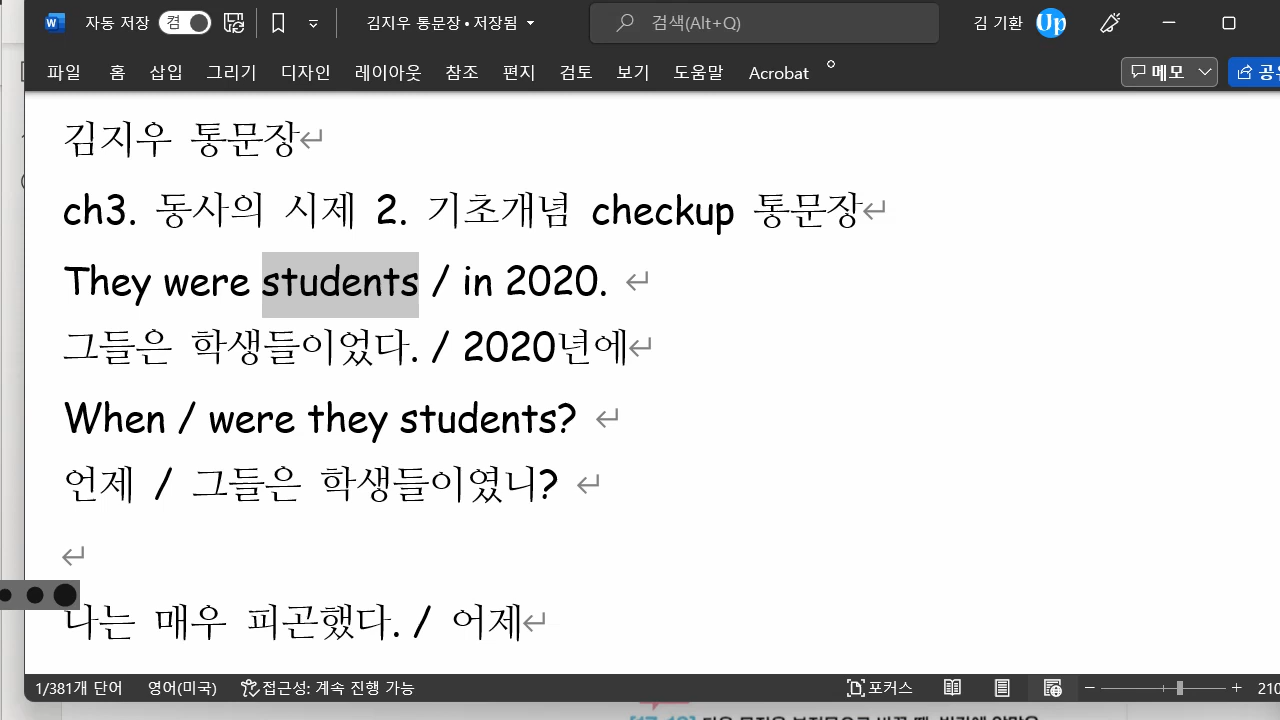 자동 저장 켬 김지우 통문장 • 저장됨 검색(Alt+Q) 김 기환 Up
파일 홈 삽입 그리기 디자인 레이아웃 참조 편지 검토 보기 도움말 Acrobat 메모
김지우 통문장
ch3. 동사의 시제 2. 기초개념 checkup 통문장
They were students / in 2020.
그들은 학생들이었다. / 2020년에
When / were they students?
언제 / 그들은 학생들이였니?
나는 매우 피곤했다. / 어제
1/381개 단어 영어(미국) 접근성: 계속 진행 가능 포커스 210